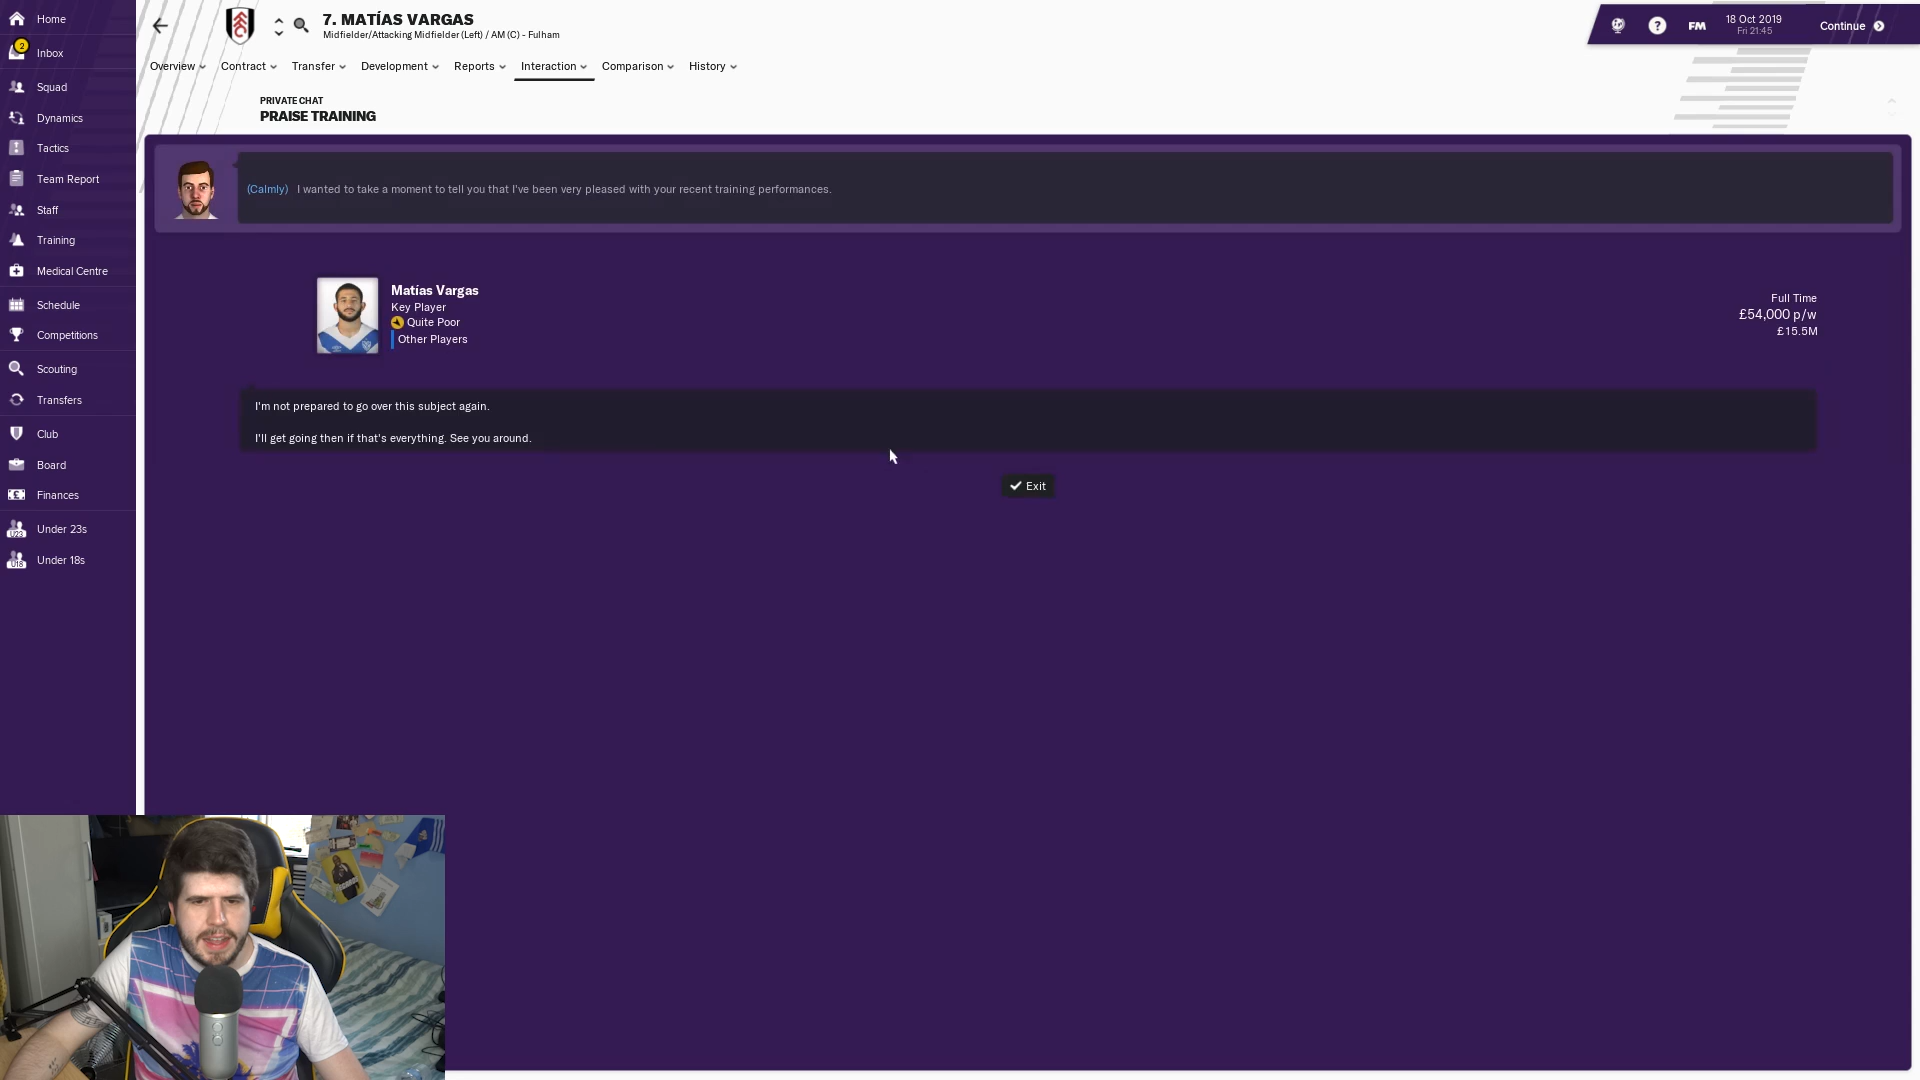 Home
2
Inbox
Squad
Dynamics
Tactics
Team Report
Staff
Training
Medical Centre
Schedule
Competitions
Scouting
Transfers
Club
Board
Finances
U23
Under 23s
U18
Under 18s
7. MATÍAS VARGAS
Midfielder/Attacking Midfielder (Left) / AM (C) - Fulham
FM
18 Oct 2019
Fri 21:45
Continue
Overview
Contract
Transfer
Development
Reports
Interaction
Comparison
History
PRIVATE CHAT
PRAISE TRAINING
(Calmly) I wanted to take a moment to tell you that I've been very pleased with your recent training performances.
Matías Vargas
Key Player
Quite Poor
Other Players
Full Time
£54,000 p/w
£15.5M
I'm not prepared to go over this subject again.
I'll get going then if that's everything. See you around.
Exit